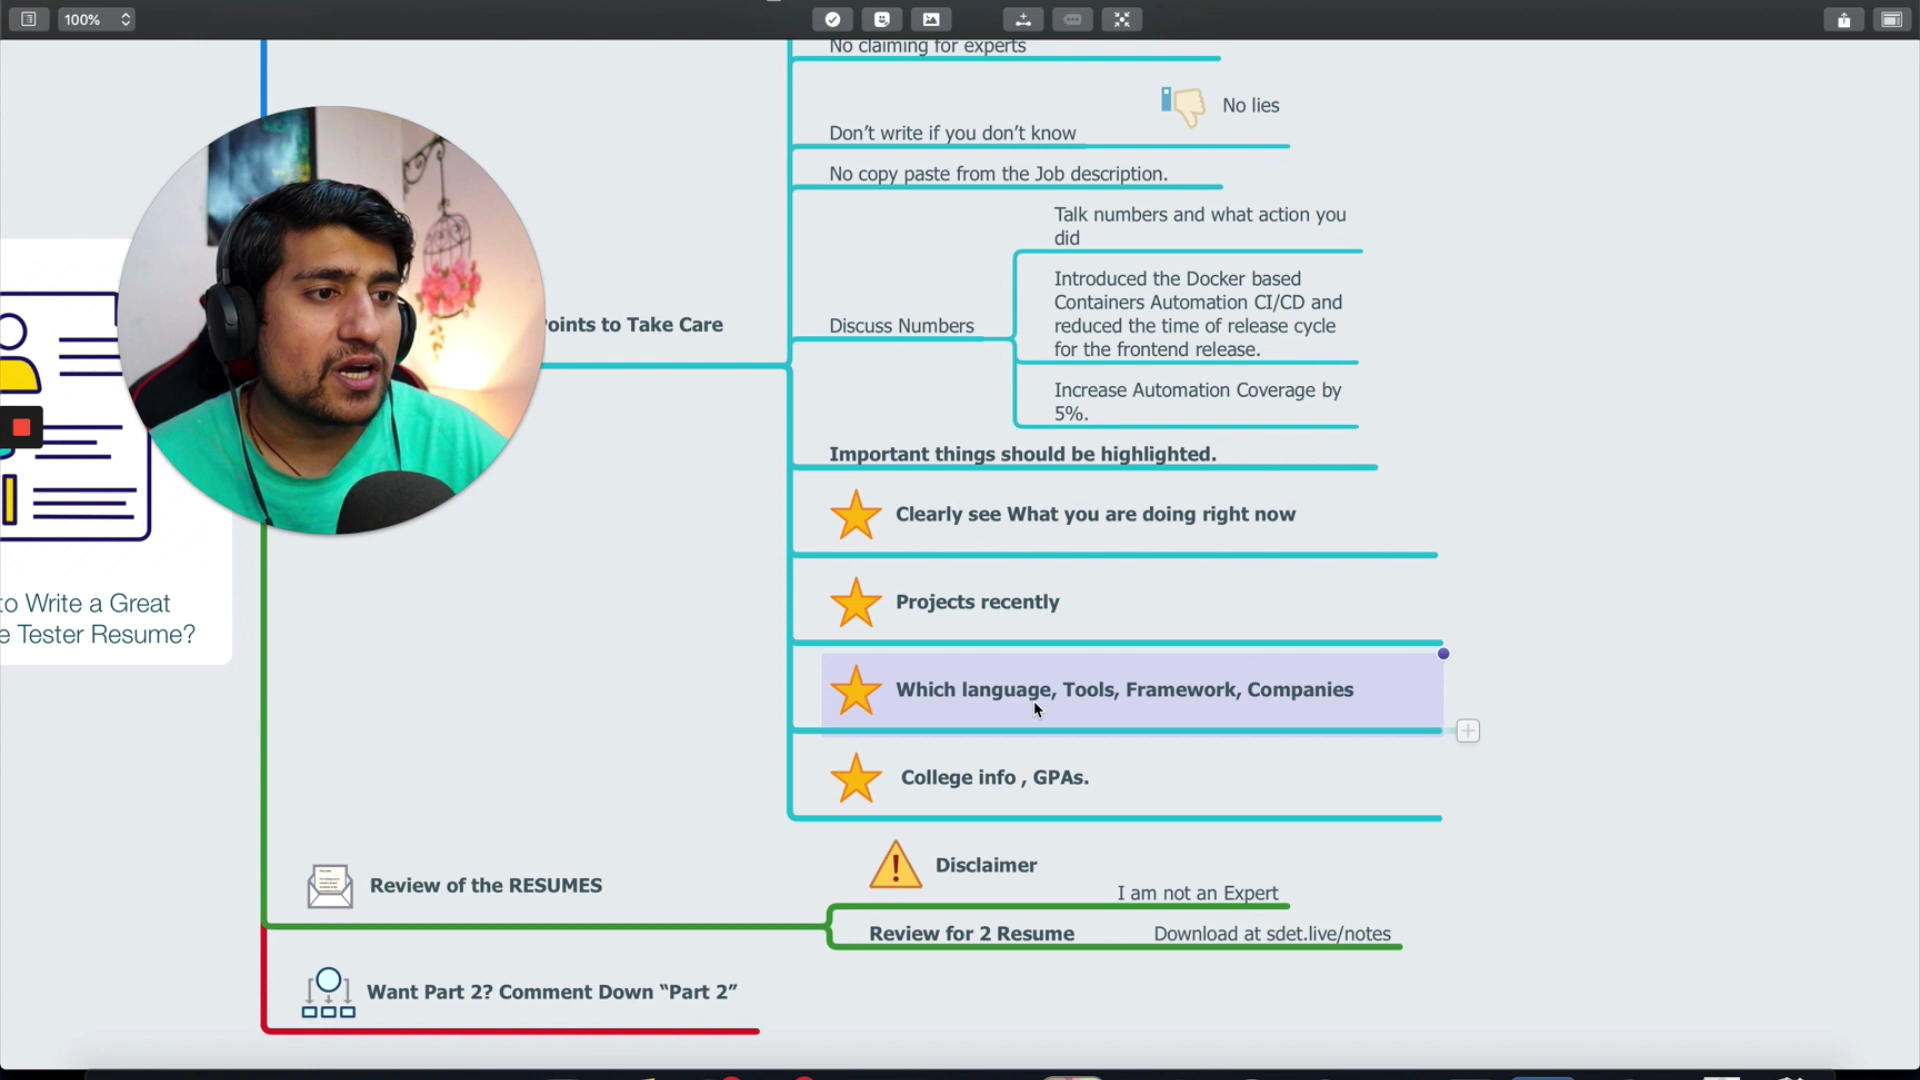 100%
No claiming for experts
No lies
Don’t write if you don’t know
No copy paste from the Job description.
Talk numbers and what action you
did
Introduced the Docker based
Containers Automation CI/CD and
reduced the time of release cycle
for the frontend release.
Discuss Numbers
Increase Automation Coverage by
5%.
oints to Take Care
Important things should be highlighted.
Clearly see What you are doing right now
Projects recently
Which language, Tools, Framework, Companies
College info , GPAs.
to Write a Great
e Tester Resume?
Review of the RESUMES
Disclaimer
I am not an Expert
Review for 2 Resume
Download at sdet.live/notes
Want Part 2? Comment Down “Part 2”